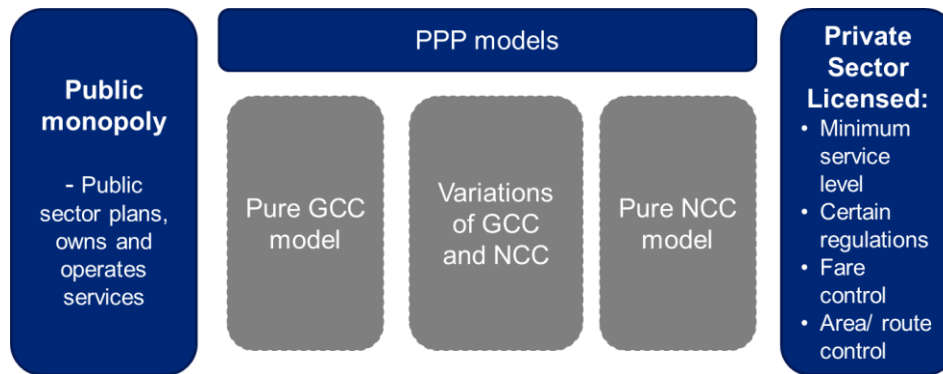 Public
monopoly
- Public
sector plans,
owns and
operates
services
PPP models
Pure GCC
model
Variations
of GCC
and NCC
Pure NCC
model
Private
Sector
Licensed:
• Minimum
service
level
• Certain
regulations
• Fare
control
• Area/ route
control